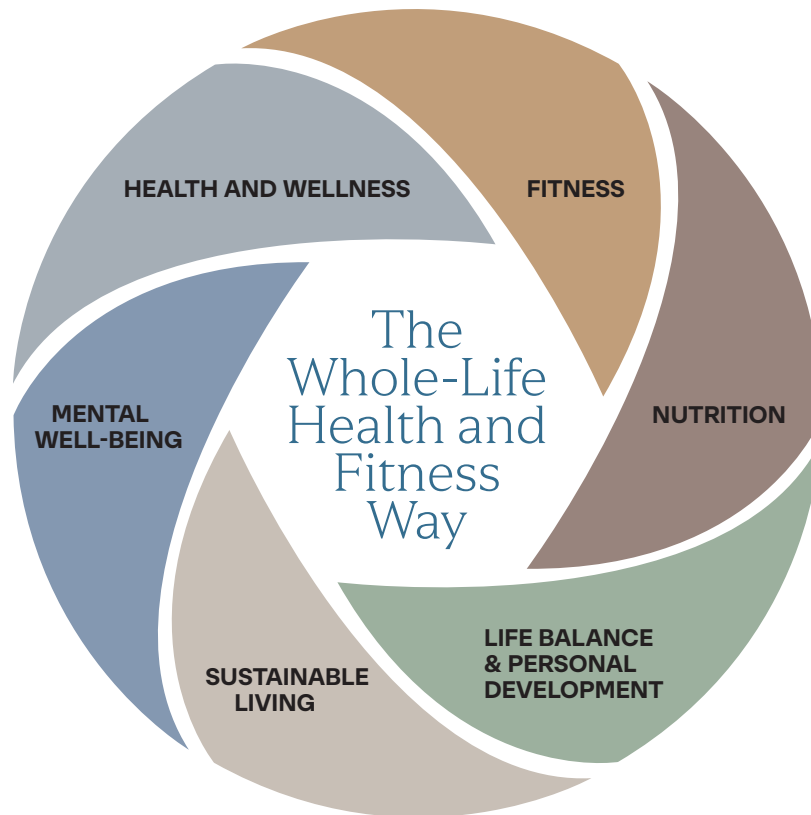 HEALTH AND WELLNESS
FITNESS
The
Whole-Life
Health and
Fitness
Way
MENTAL
WELL-BEING
NUTRITION
SUSTAINABLE
LIVING
LIFE BALANCE
& PERSONAL
DEVELOPMENT